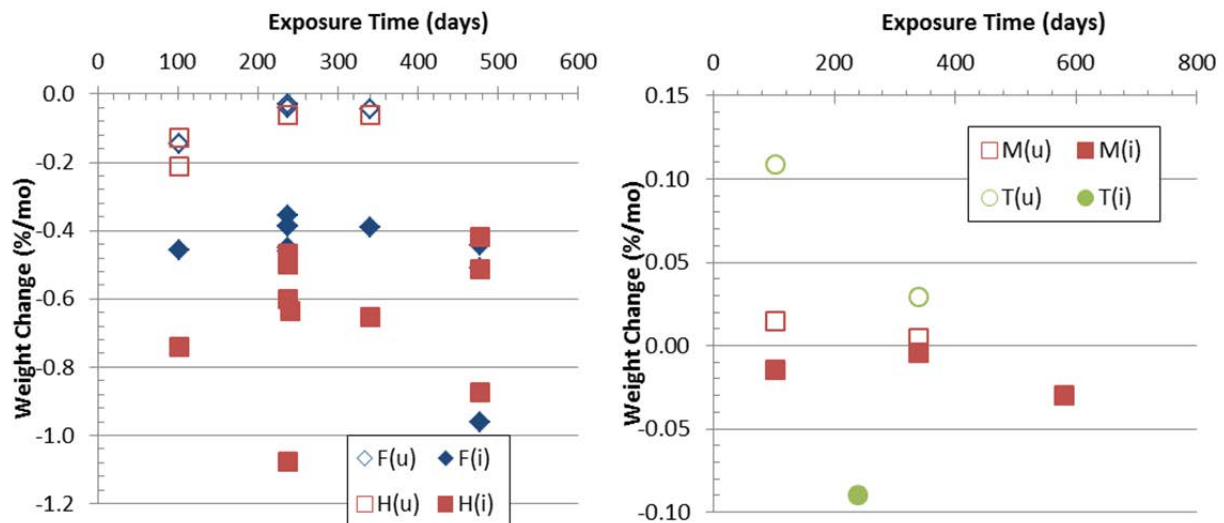 Exposure Time (days)
0 100 200 300 400 500 600
Weight Change (%/mo)
0.0
-0.2
-0.4
-0.6
-0.8
-1.0
-1.2
F(u) F(i)
H(u) H(i)
Exposure Time (days)
0 200 400 600 800
Weight Change (%/mo)
0.15
0.10
0.05
0.00
-0.05
-0.10
M(u) M(i)
T(u) T(i)